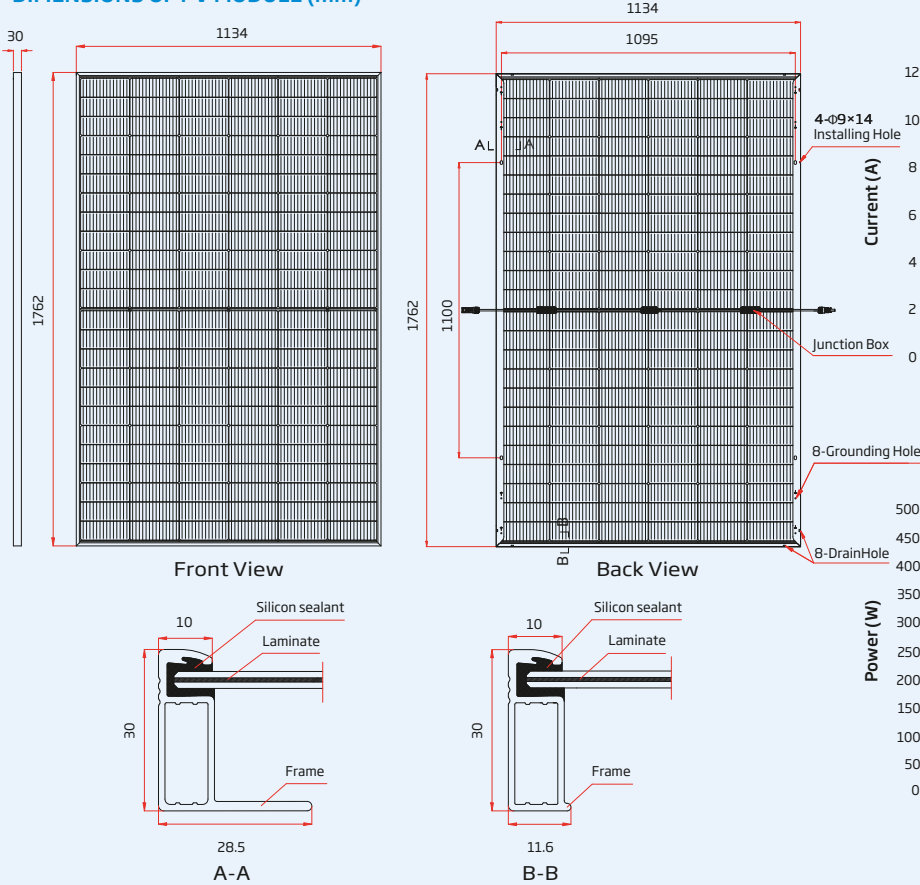 DIMENSIONS OF PV MODULE (mm)
30
1134
1762
Front View
1134
1095
4-Φ9×14
Installing Hole
A
A
1762
1100
Junction Box
8-Grounding Hole
8-DrainHole
B
B
Back View
12
10
8
6
4
2
0
Current (A)
500
450
400
350
300
250
200
150
100
50
0
Power (W)
10
Silicon sealant
Laminate
30
Frame
28.5
A-A
10
Silicon sealant
Laminate
30
Frame
11.6
B-B